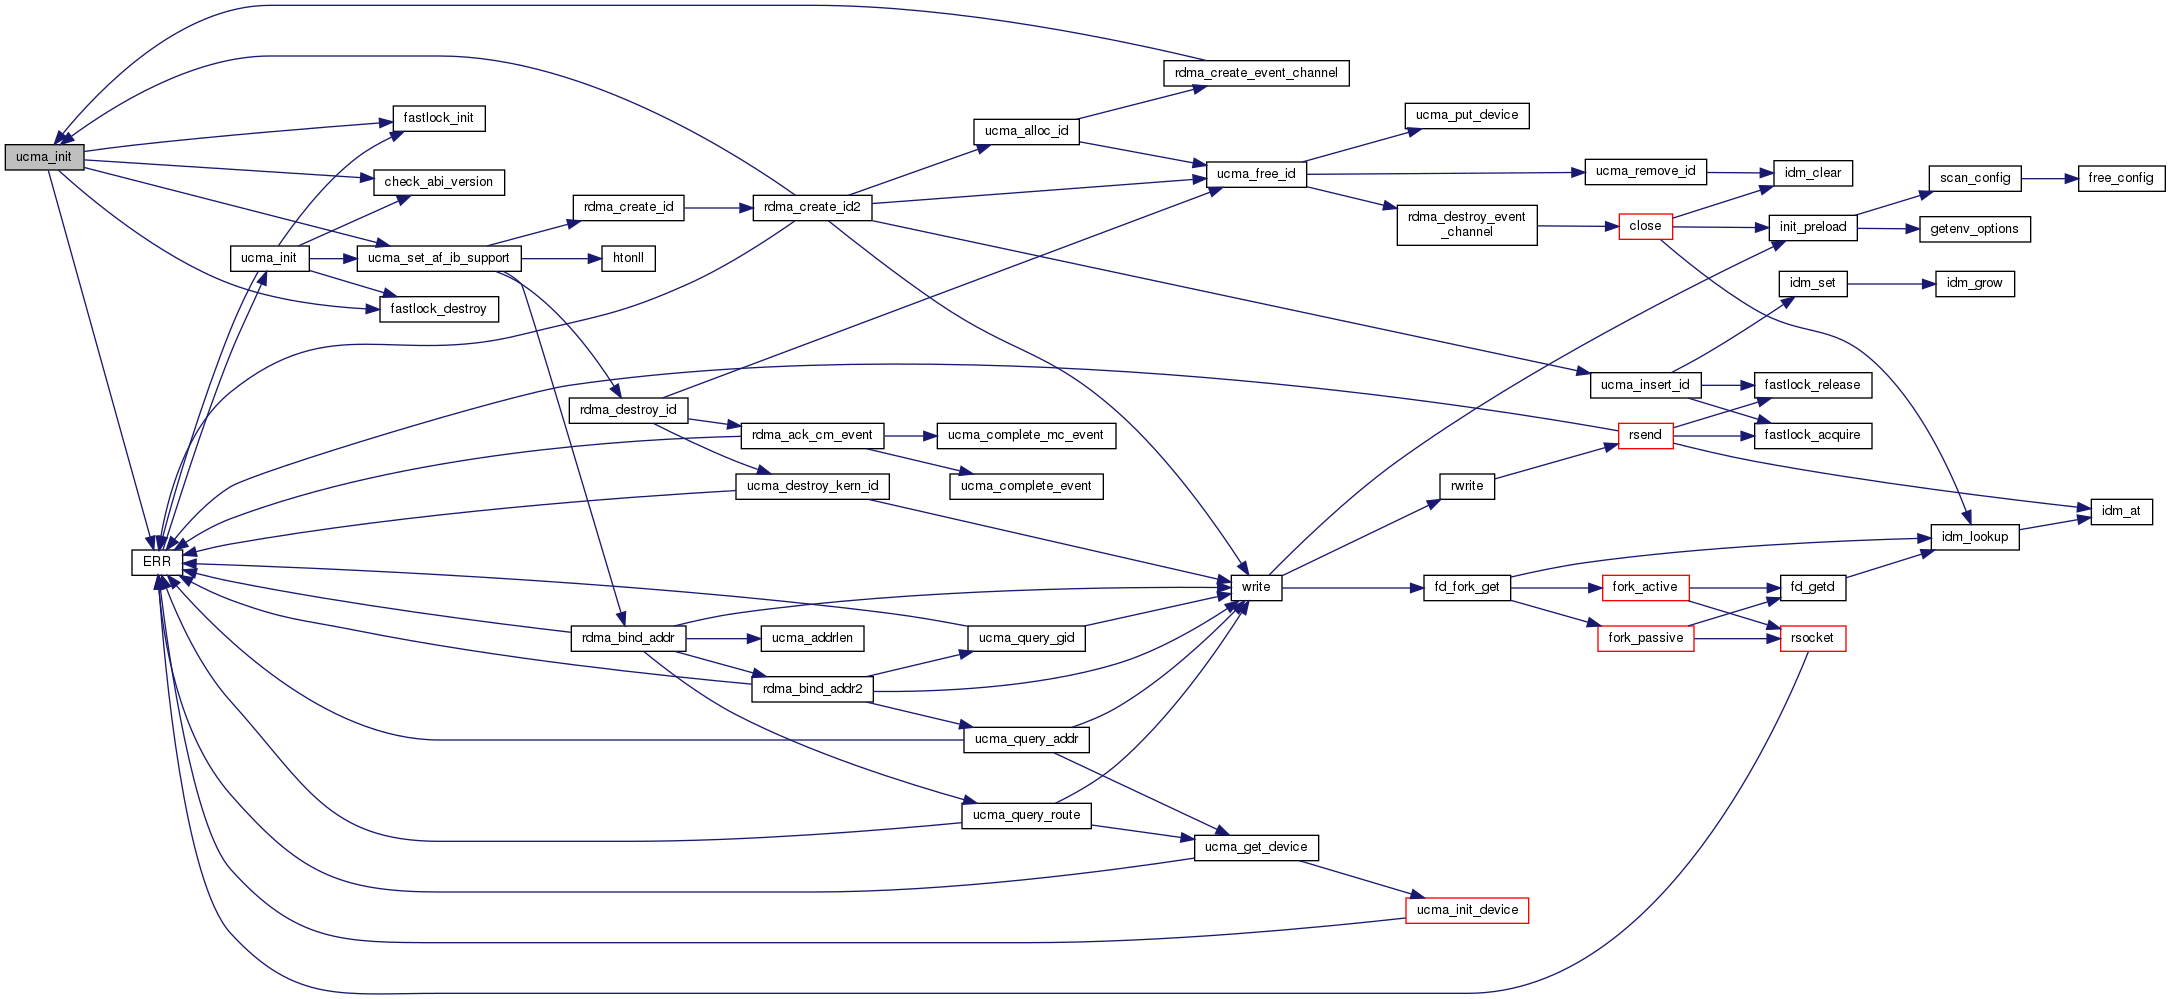 rdma_create_event_channel
fastlock_init
ucma_put_device
ucma_alloc_id
ucma_init
ucma_free_id
ucma_remove_id
idm_clear
scan_config
free_config
check_abi_version
rdma_create_id
rdma_create_id2
rdma_destroy_event
_channel
close
init_preload
getenv_options
ucma_init
ucma_set_af_ib_support
htonll
fastlock_destroy
idm_set
idm_grow
ucma_insert_id
fastlock_release
rdma_destroy_id
rdma_ack_cm_event
ucma_complete_mc_event
rsend
fastlock_acquire
ucma_destroy_kern_id
ucma_complete_event
rwrite
idm_at
idm_lookup
ERR
write
fd_fork_get
fork_active
fd_getd
rdma_bind_addr
ucma_addrlen
ucma_query_gid
fork_passive
rsocket
rdma_bind_addr2
ucma_query_addr
ucma_query_route
ucma_get_device
ucma_init_device